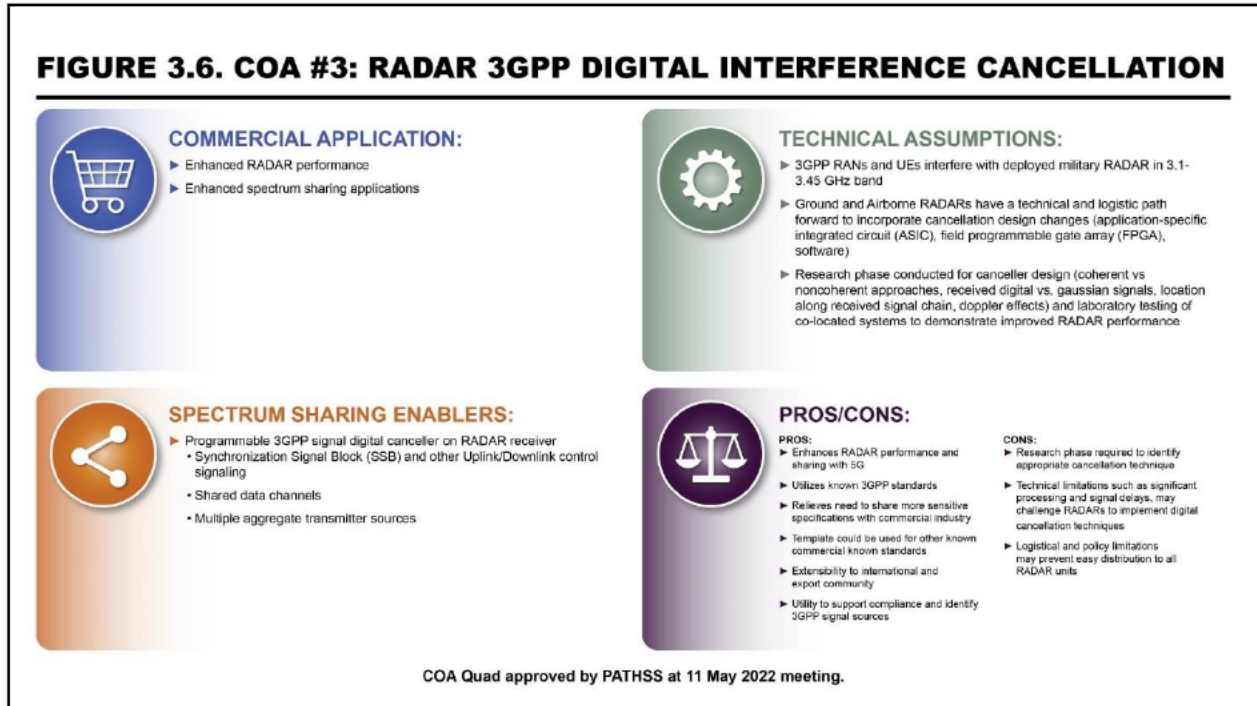 FIGURE 3.6. COA #3: RADAR 3GPP DIGITAL INTERFERENCE CANCELLATION
COMMERCIAL APPLICATION:
► Enhanced RADAR performance
► Enhanced spectrum sharing applications
TECHNICAL ASSUMPTIONS:
► 3GPP RANs and UEs interfere with deployed military RADAR in 3.1-
3.45 GHz band
► Ground and Airborne RADARs have a technical and logistic path
forward to incorporate cancellation design changes (application-specific
integrated circuit (ASIC), field programmable gate array (FPGA),
software)
► Research phase conducted for canceller design (coherent vs
noncoherent approaches, received digital vs. gaussian signals, location
along received signal chain, doppler effects) and laboratory testing of
co-located systems to demonstrate improved RADAR performance
SPECTRUM SHARING ENABLERS:
► Programmable 3GPP signal digital canceller on RADAR receiver
• Synchronization Signal Block (SSB) and other Uplink/Downlink control
signaling
• Shared data channels
• Multiple aggregate transmitter sources
PROS/CONS:
PROS:
► Enhances RADAR performance and
sharing with 5G
► Utilizes known 3GPP standards
► Relieves need to share more sensitive
specifications with commercial industry
► Template could be used for other known
commercial known standards
► Extensibility to international and
export community
► Utility to support compliance and identify
3GPP signal sources
CONS:
► Research phase required to identify
appropriate cancellation technique
► Technical limitations such as significant
processing and signal delays, may
challenge RADARs to implement digital
cancellation techniques
► Logistical and policy limitations
may prevent easy distribution to all
RADAR units
COA Quad approved by PATHSS at 11 May 2022 meeting.